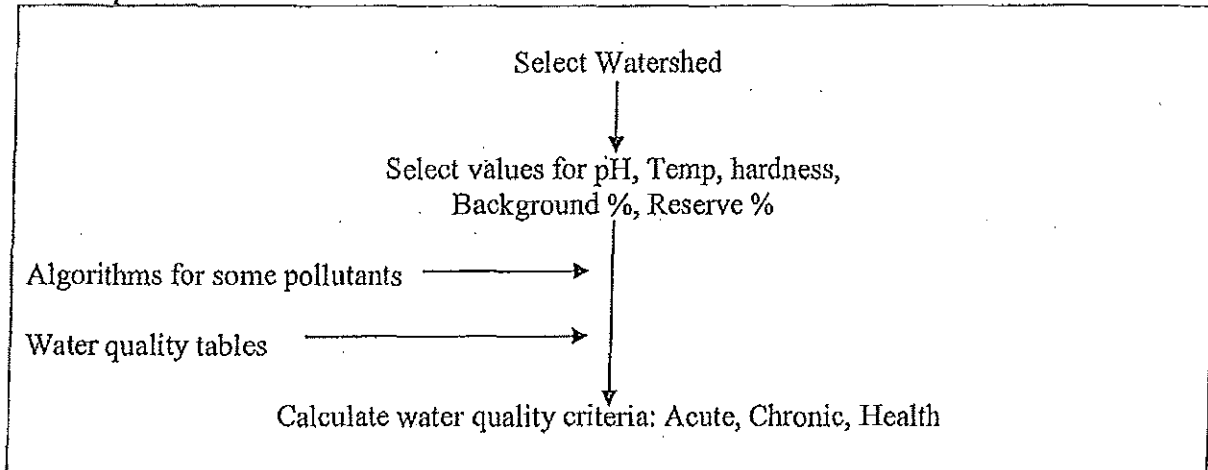 Select Watershed
Select values for pH, Temp, hardness,
Background %, Reserve %
Algorithms for some pollutants
Water quality tables
Calculate water quality criteria: Acute, Chronic, Health